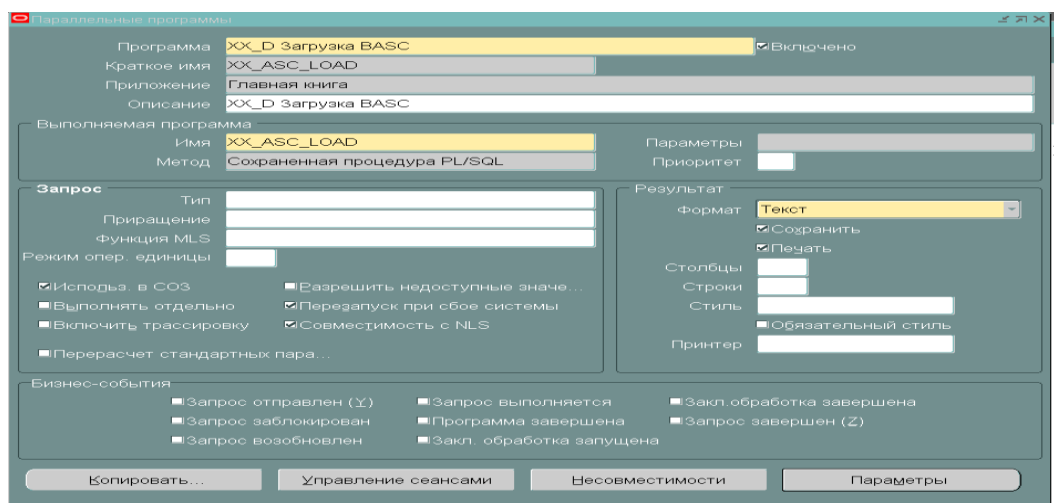 Параллельные программы
Программа XX_D Загрузка BASC Включено
Краткое имя XX_ASC_LOAD
Приложение Главная книга
Описание XX_D Загрузка BASC
Выполняемая программа
Имя XX_ASC_LOAD Параметры
Метод Сохраненная процедура PL/SQL Приоритет
Запрос
Тип
Приращение
Функция MLS
Режим опер. единицы
Использ. в СОЗ Разрешить недоступные значе...
Выполнять отдельно Перезапуск при сбое системы
Включить трассировку Совместимость с NLS
Перерасчет стандартных пара...
Результат
Формат Текст
Сохранить
Печать
Столбцы
Строки
Стиль
Обязательный стиль
Принтер
Бизнес-события
Запрос отправлен (Y) Запрос выполняется Закл.обработка завершена
Запрос заблокирован Программа завершена Запрос завершен (Z)
Запрос возобновлен Закл. обработка запущена
Копировать... Управление сеансами Несовместимости Параметры